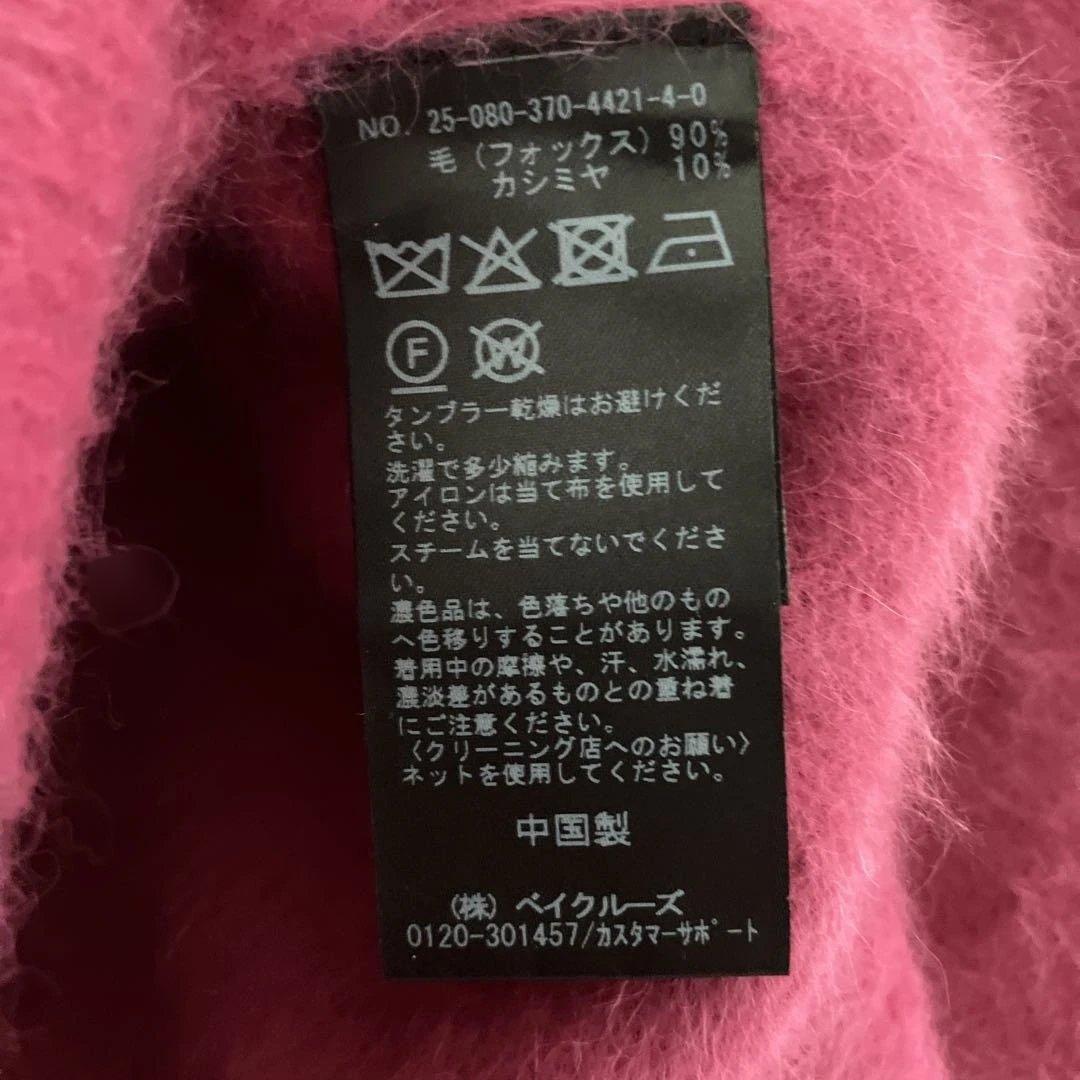 NO. 25-080-370-4421-4-0
毛 (フォックス) 90%
カシミヤ 10%
F W
タンブラー乾燥はお避けくだ
さい。
洗濯で多少縮みます。
アイロンは当て布を使用して
ください。
スチームを当てないでくださ
い。
濃色品は、色落ちや他のもの
へ色移りすることがあります。
着用中の摩擦や、汗、水濡れ、
濃淡差があるものとの重ね着
にご注意ください。
〈クリーニング店へのお願い〉
ネットを使用してください。
中国製
(株) ベイクルーズ
0120-301457/カスタマーサポート